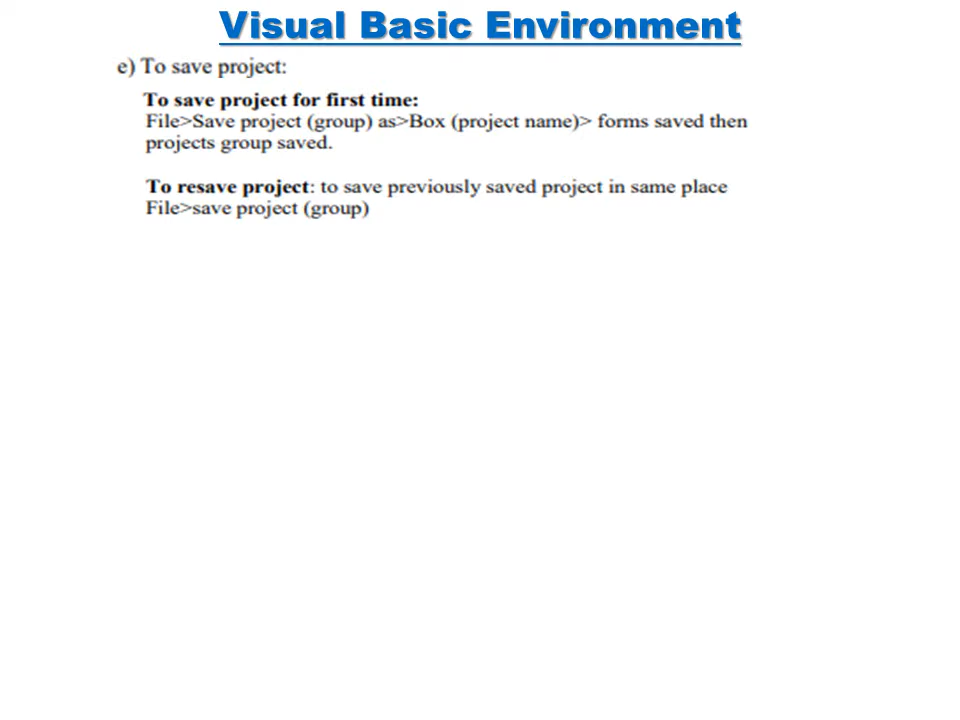 Visual Basic Environment
e) To save project:
To save project for first time:
File>Save project (group) as>Box (project name)> forms saved then
projects group saved.
To resave project: to save previously saved project in same place
File>save project (group)